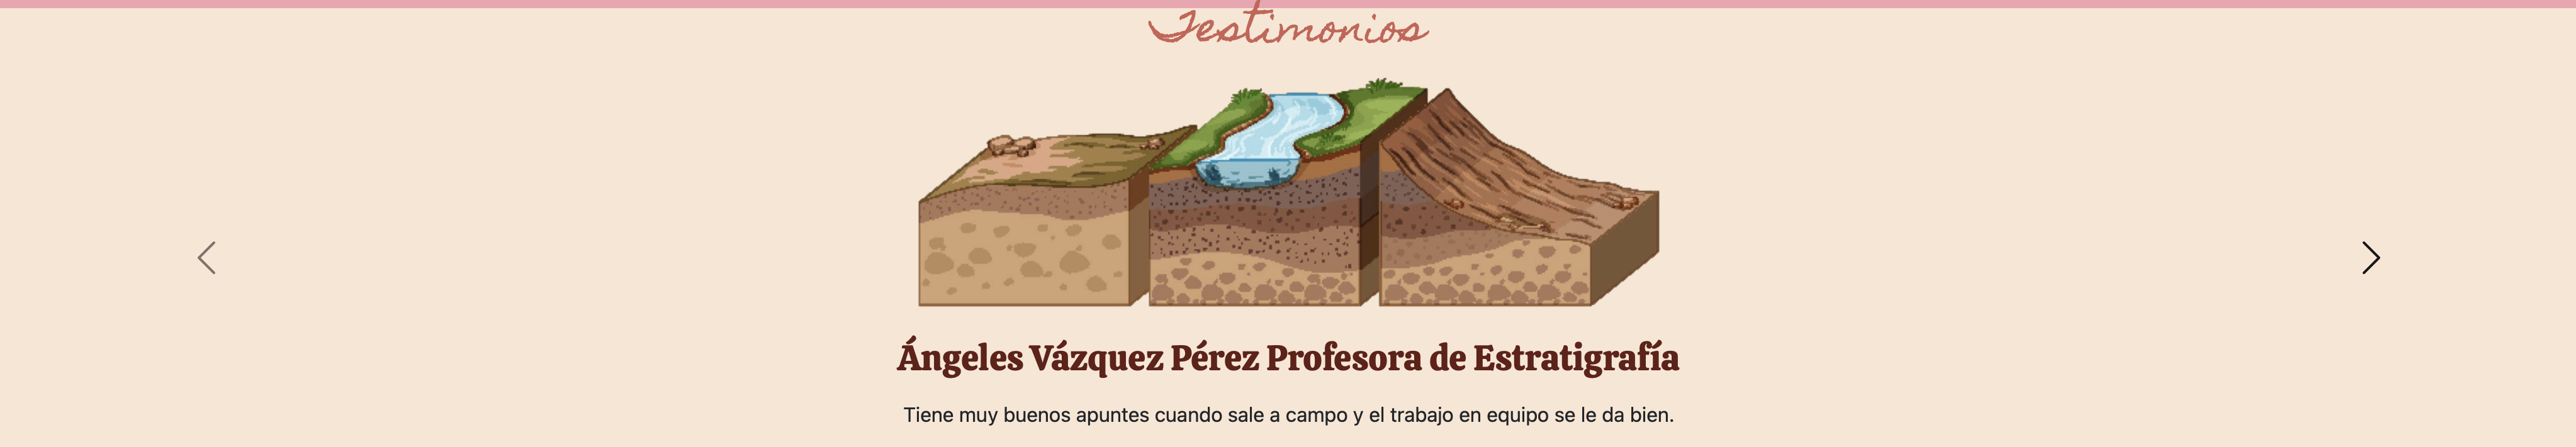 Testimonios
Ángeles Vázquez Pérez Profesora de Estratigrafía
Tiene muy buenos apuntes cuando sale a campo y el trabajo en equipo se le da bien.